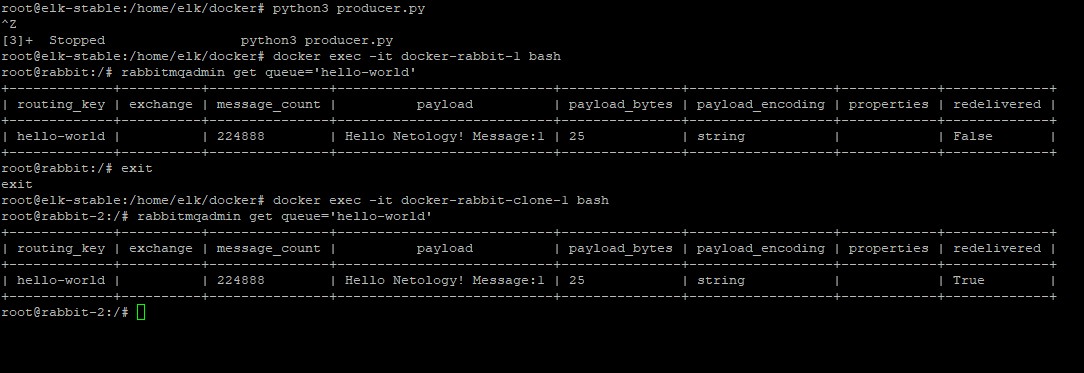 root@elk-stable:/home/elk/docker# python3 producer.py
^Z
[3]+  Stopped                 python3 producer.py
root@elk-stable:/home/elk/docker# docker exec -it docker-rabbit-1 bash
root@rabbit:/# rabbitmqadmin get queue='hello-world'
+-------------+----------+---------------+-----------------------------+---------------+------------------+------------+-------------+
| routing_key | exchange | message_count |           payload           | payload_bytes | payload_encoding | properties | redelivered |
+-------------+----------+---------------+-----------------------------+---------------+------------------+------------+-------------+
| hello-world |          | 224888        | Hello Netology! Message:1 | 25            | string           |            | False       |
+-------------+----------+---------------+-----------------------------+---------------+------------------+------------+-------------+
root@rabbit:/# exit
exit
root@elk-stable:/home/elk/docker# docker exec -it docker-rabbit-clone-1 bash
root@rabbit-2:/# rabbitmqadmin get queue='hello-world'
+-------------+----------+---------------+-----------------------------+---------------+------------------+------------+-------------+
| routing_key | exchange | message_count |           payload           | payload_bytes | payload_encoding | properties | redelivered |
+-------------+----------+---------------+-----------------------------+---------------+------------------+------------+-------------+
| hello-world |          | 224888        | Hello Netology! Message:1 | 25            | string           |            | True        |
+-------------+----------+---------------+-----------------------------+---------------+------------------+------------+-------------+
root@rabbit-2:/#